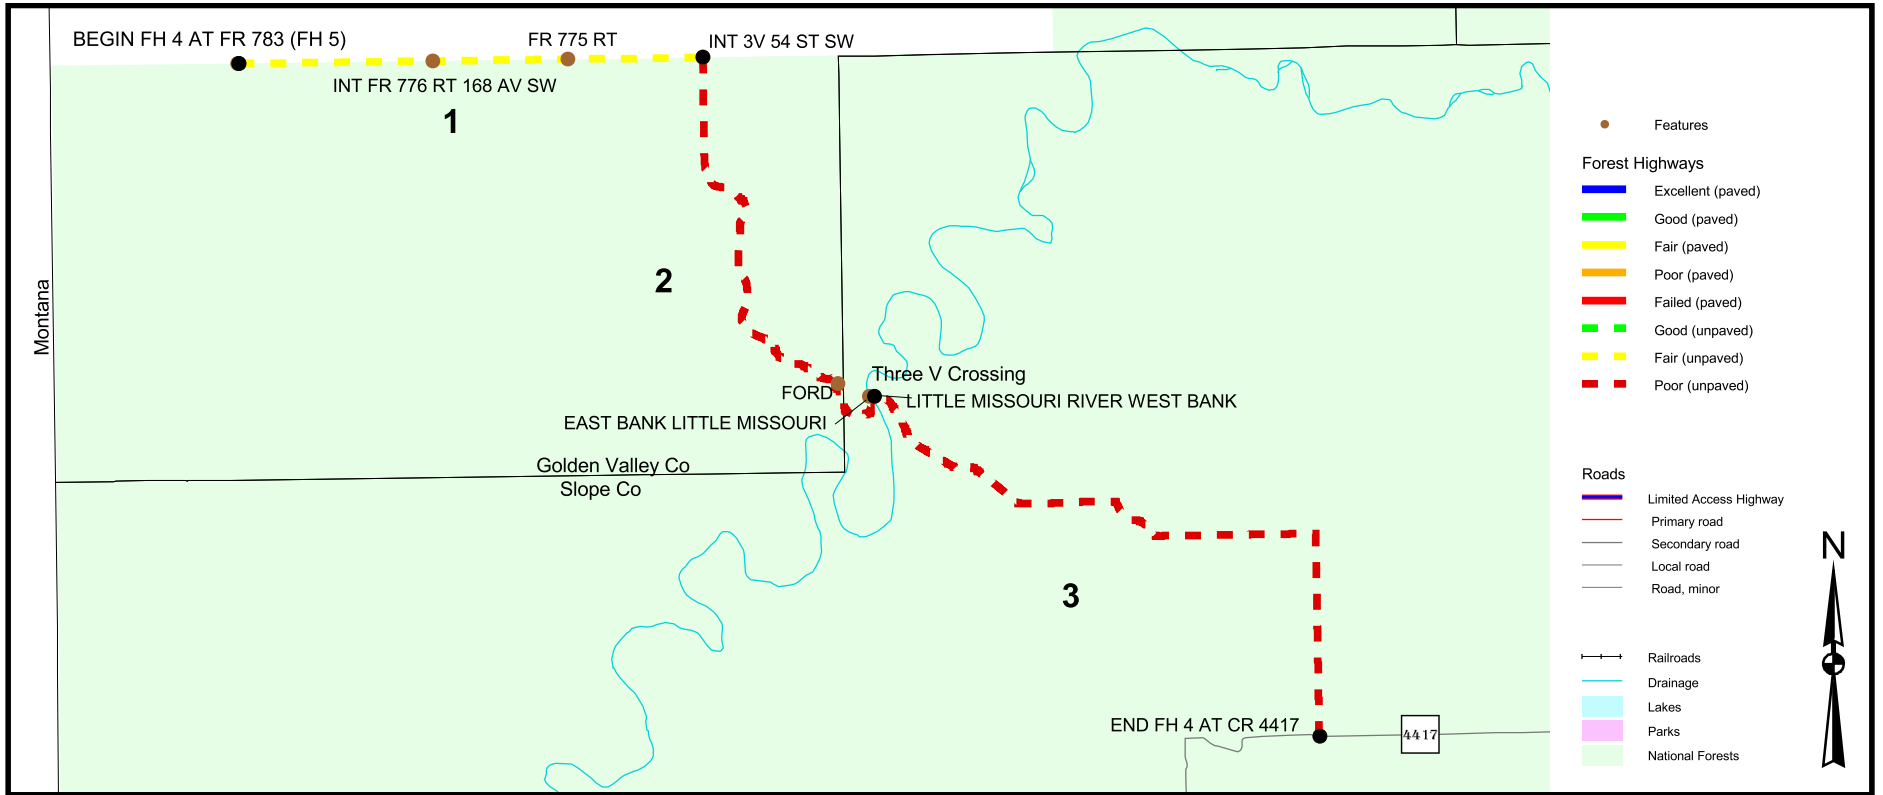 BEGIN FH 4 AT FR 783 (FH 5)
FR 775 RT
INT 3V 54 ST SW
INT FR 776 RT 168 AV SW
1
2
Montana
Three V Crossing
FORD
LITTLE MISSOURI RIVER WEST BANK
EAST BANK LITTLE MISSOURI
Golden Valley Co
Slope Co
3
END FH 4 AT CR 4417
4417
Features
Forest Highways
Excellent (paved)
Good (paved)
Fair (paved)
Poor (paved)
Failed (paved)
Good (unpaved)
Fair (unpaved)
Poor (unpaved)
Roads
Limited Access Highway
Primary road
Secondary road
Local road
Road, minor
Railroads
Drainage
Lakes
Parks
National Forests
N